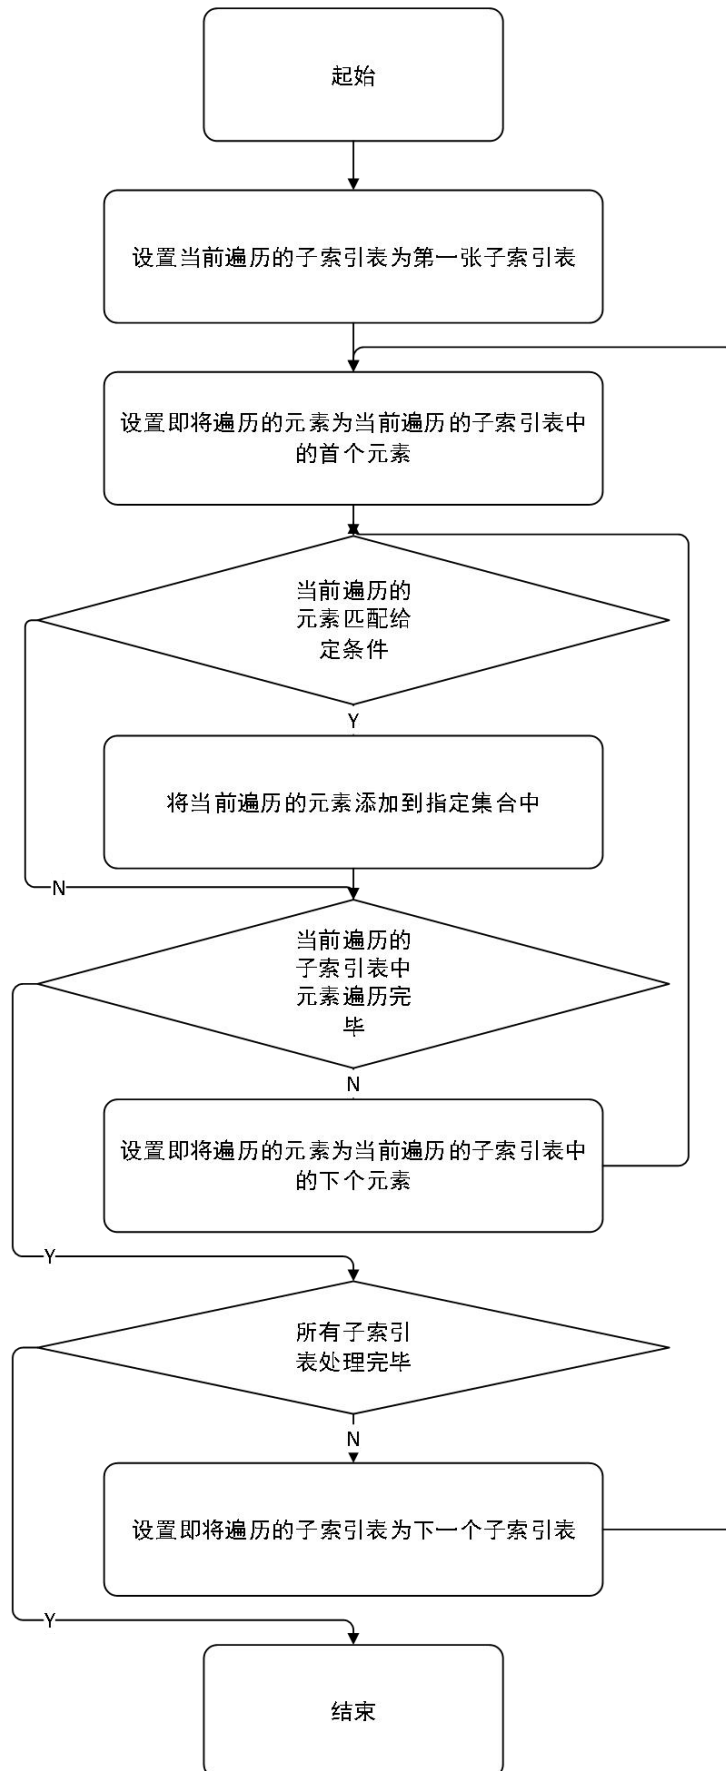 起始
设置当前遍历的子索引表为第一张子索引表
设置即将遍历的元素为当前遍历的子索引表中
的首个元素
当前遍历的
元素匹配给
定条件
Y
将当前遍历的元素添加到指定集合中
N
当前遍历的
子索引表中
元素遍历完
毕
N
设置即将遍历的元素为当前遍历的子索引表中
的下个元素
Y
所有子索引
表处理完毕
N
设置即将遍历的子索引表为下一个子索引表
Y
结束